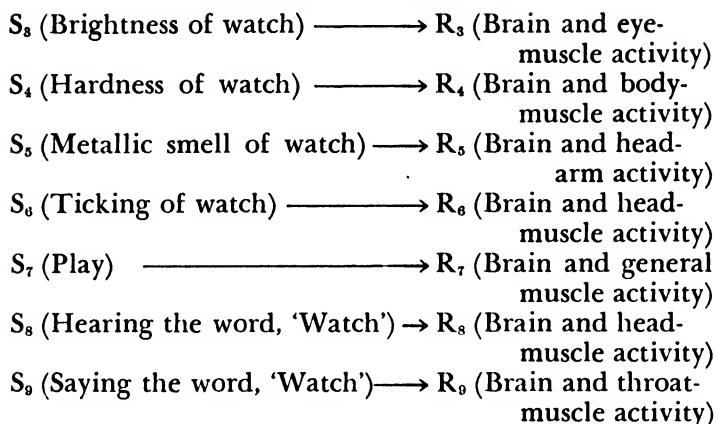 S₃ (Brightness of watch) ⟶ R₃ (Brain and eye-
muscle activity)
S₄ (Hardness of watch) ⟶ R₄ (Brain and body-
muscle activity)
S₅ (Metallic smell of watch) ⟶ R₅ (Brain and head-
arm activity)
S₆ (Ticking of watch) ⟶ R₆ (Brain and head-
muscle activity)
S₇ (Play) ⟶ R₇ (Brain and general
muscle activity)
S₈ (Hearing the word, ‘Watch’) → R₈ (Brain and head-
muscle activity)
S₉ (Saying the word, ‘Watch’) ⟶ R₉ (Brain and throat-
muscle activity)